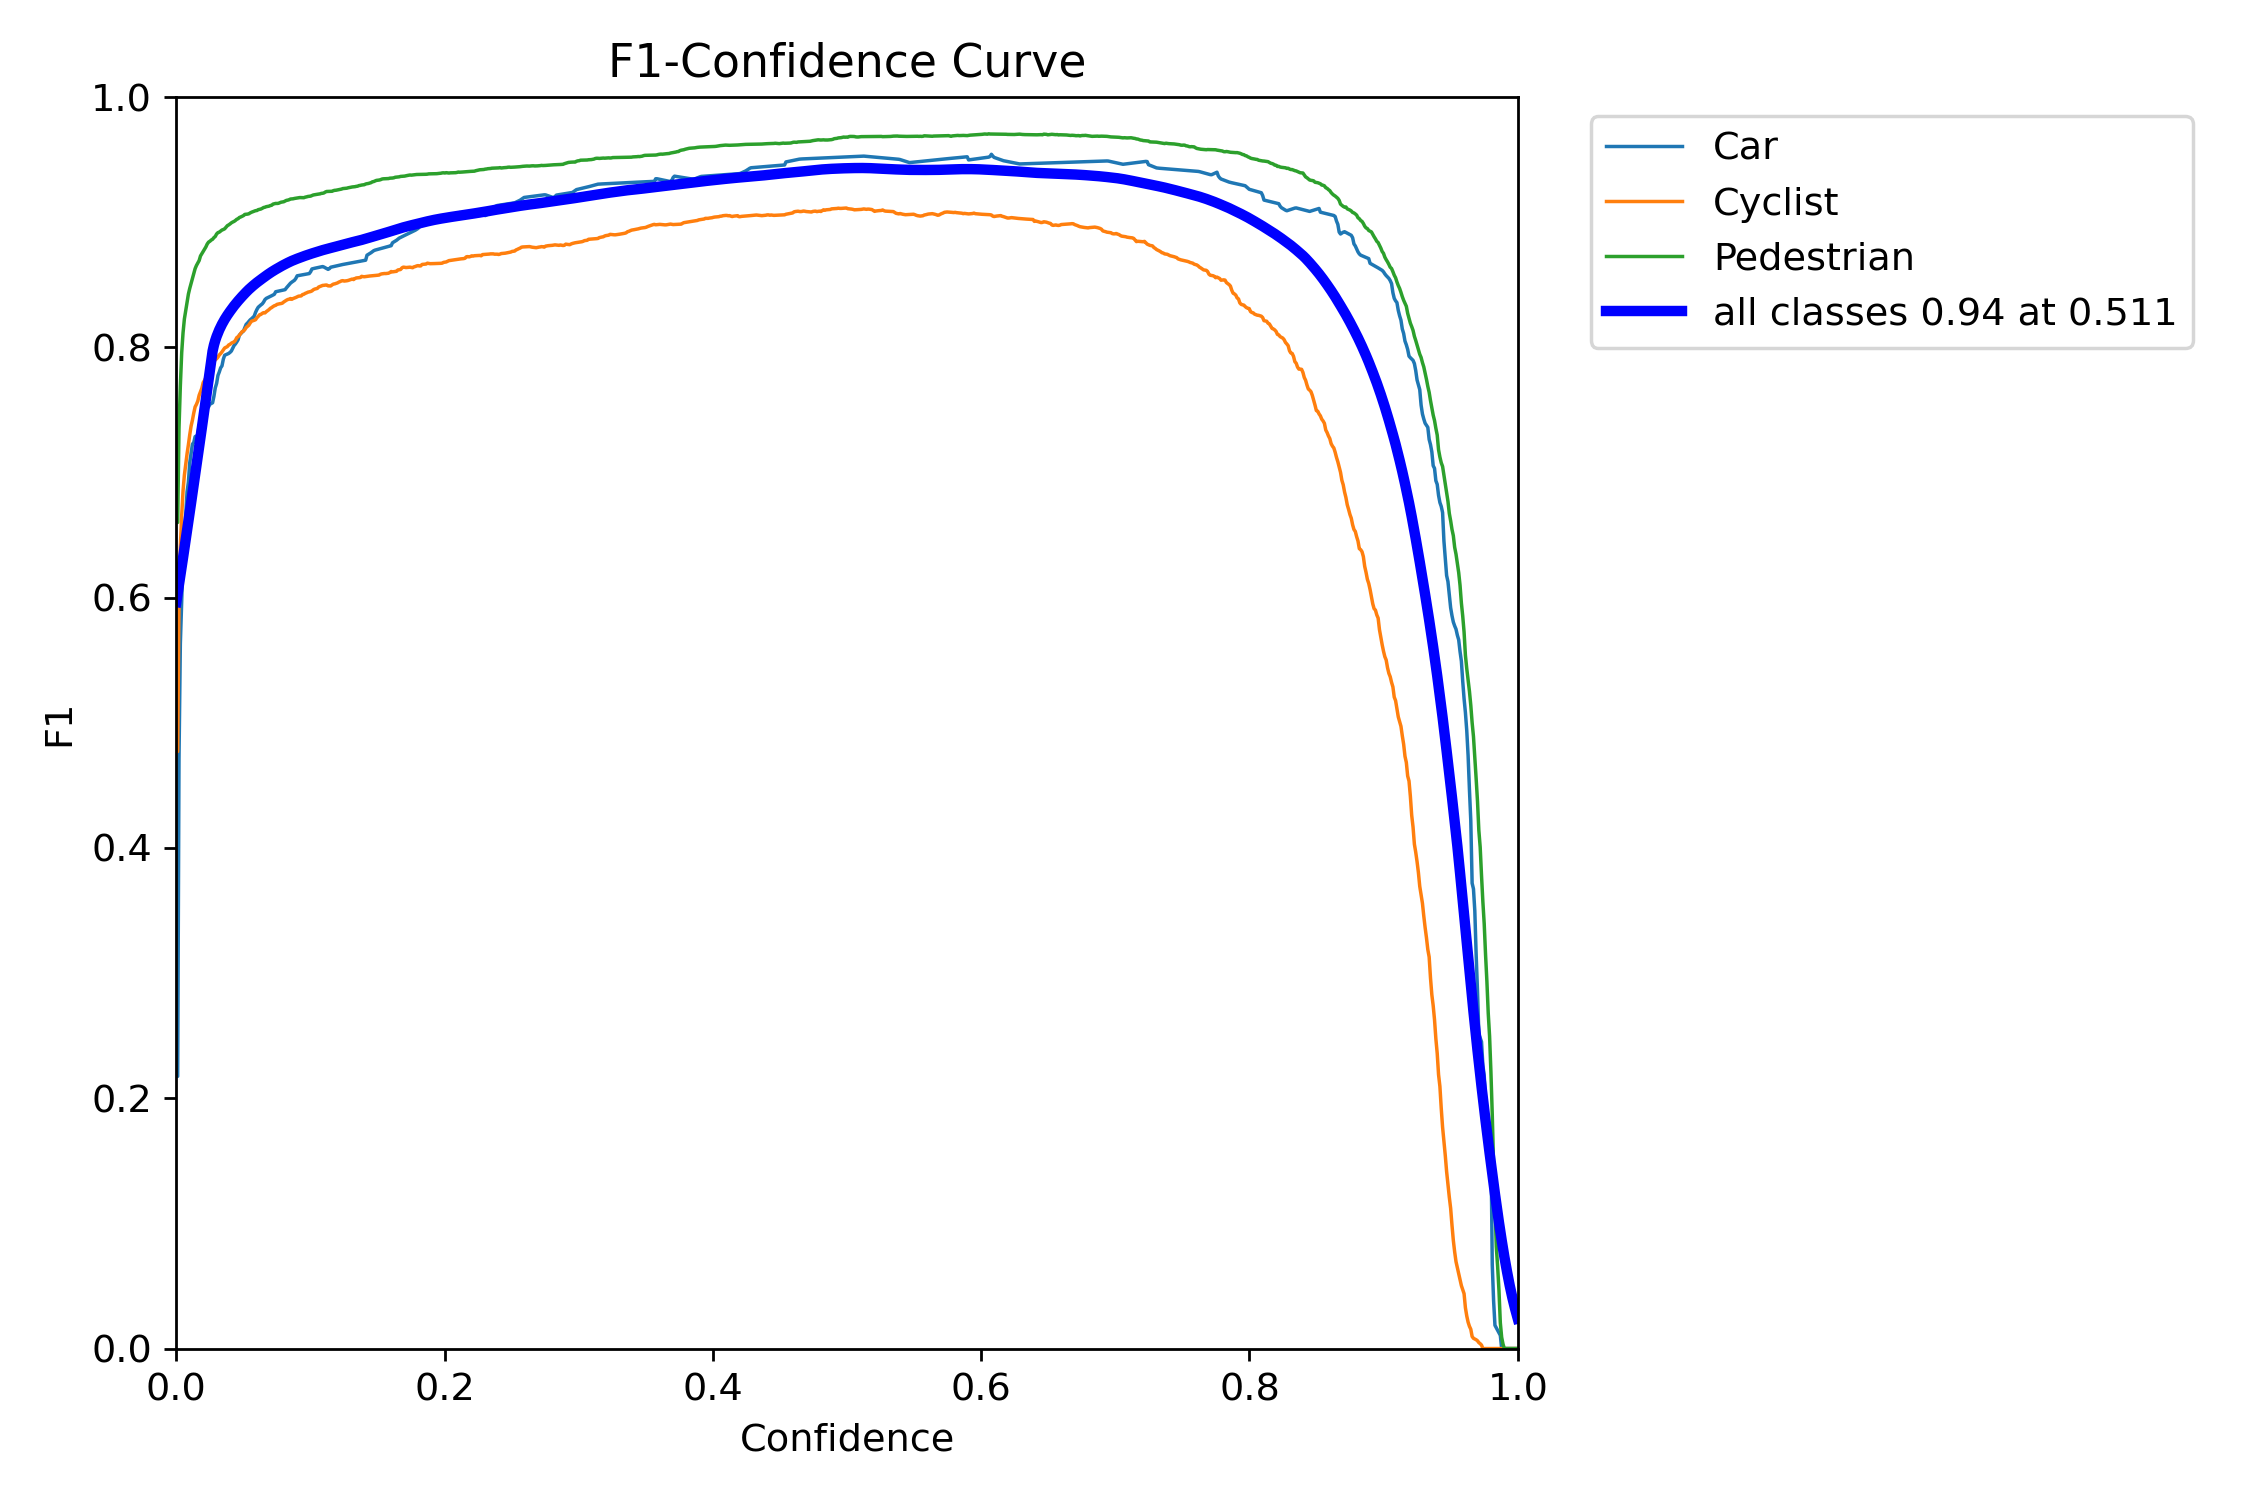 F1-Confidence Curve
1.0
0.8
0.6
0.4
0.2
0.0
F1
0.0 0.2 0.4 0.6 0.8 1.0
Confidence
Car
Cyclist
Pedestrian
all classes 0.94 at 0.511